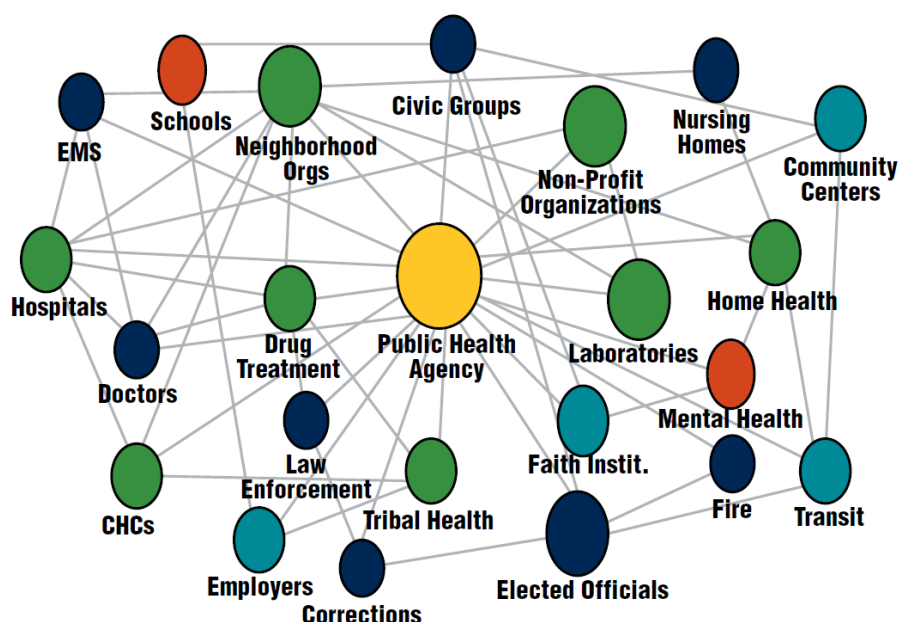 Schools
Civic Groups
EMS
Neighborhood
Orgs
Nursing
Homes
Non-Profit
Organizations
Community
Centers
Hospitals
Drug
Treatment
Public Health
Agency
Laboratories
Home Health
Doctors
Mental Health
Law
Enforcement
Faith Instit.
CHCs
Tribal Health
Fire
Transit
Employers
Corrections
Elected Officials